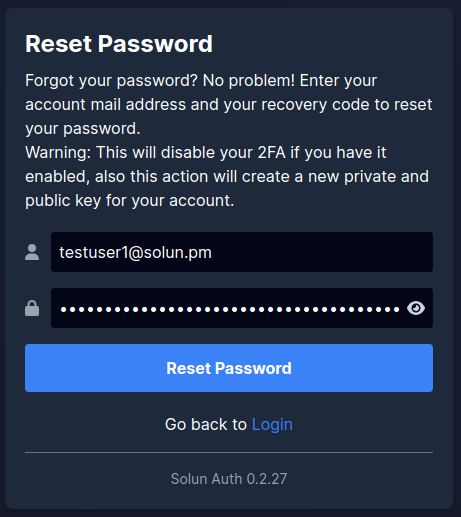 Reset Password
Forgot your password? No problem! Enter your
account mail address and your recovery code to reset
your password.
Warning: This will disable your 2FA if you have it
enabled, also this action will create a new private and
public key for your account.
testuser1@solun.pm
••••••••••••••••••••••••••••••••••••••
Reset Password
Go back to Login
Solun Auth 0.2.27